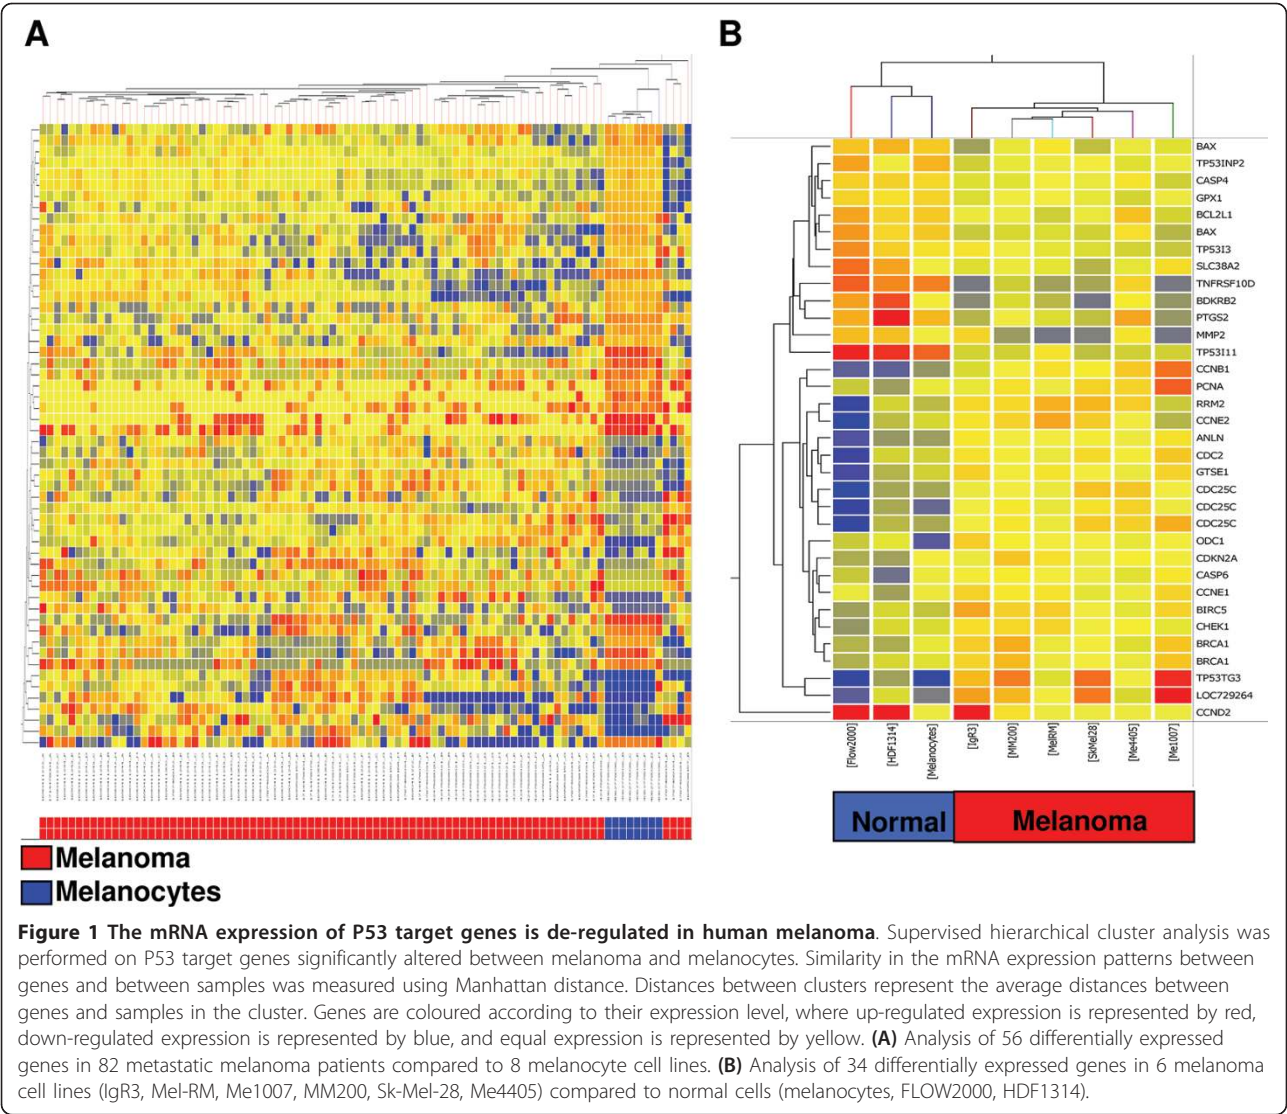 A
B
BAX
TP53INP2
CASP4
GPX1
BCL2L1
BAX
TP53I3
SLC38A2
TNFRSF10D
BDKRB2
PTGS2
MMP2
TP53I11
CCNB1
PCNA
RRM2
CCNE2
ANLN
CDC2
GTSE1
CDC25C
CDC25C
CDC25C
ODC1
CDKN2A
CASP6
CCNE1
BIRC5
CHEK1
BRCA1
BRCA1
TP53TG3
LOC729264
CCND2
[Flow2000]
[HDF1314]
[Melanocytes]
[IgR3]
[MM200]
[MelRM]
[SkMel28]
[Me4405]
[Me1007]
Normal
Melanoma
Melanoma
Melanocytes
Figure 1 The mRNA expression of P53 target genes is de-regulated in human melanoma. Supervised hierarchical cluster analysis was
performed on P53 target genes significantly altered between melanoma and melanocytes. Similarity in the mRNA expression patterns between
genes and between samples was measured using Manhattan distance. Distances between clusters represent the average distances between
genes and samples in the cluster. Genes are coloured according to their expression level, where up-regulated expression is represented by red,
down-regulated expression is represented by blue, and equal expression is represented by yellow. (A) Analysis of 56 differentially expressed
genes in 82 metastatic melanoma patients compared to 8 melanocyte cell lines. (B) Analysis of 34 differentially expressed genes in 6 melanoma
cell lines (IgR3, Mel-RM, Me1007, MM200, Sk-Mel-28, Me4405) compared to normal cells (melanocytes, FLOW2000, HDF1314).